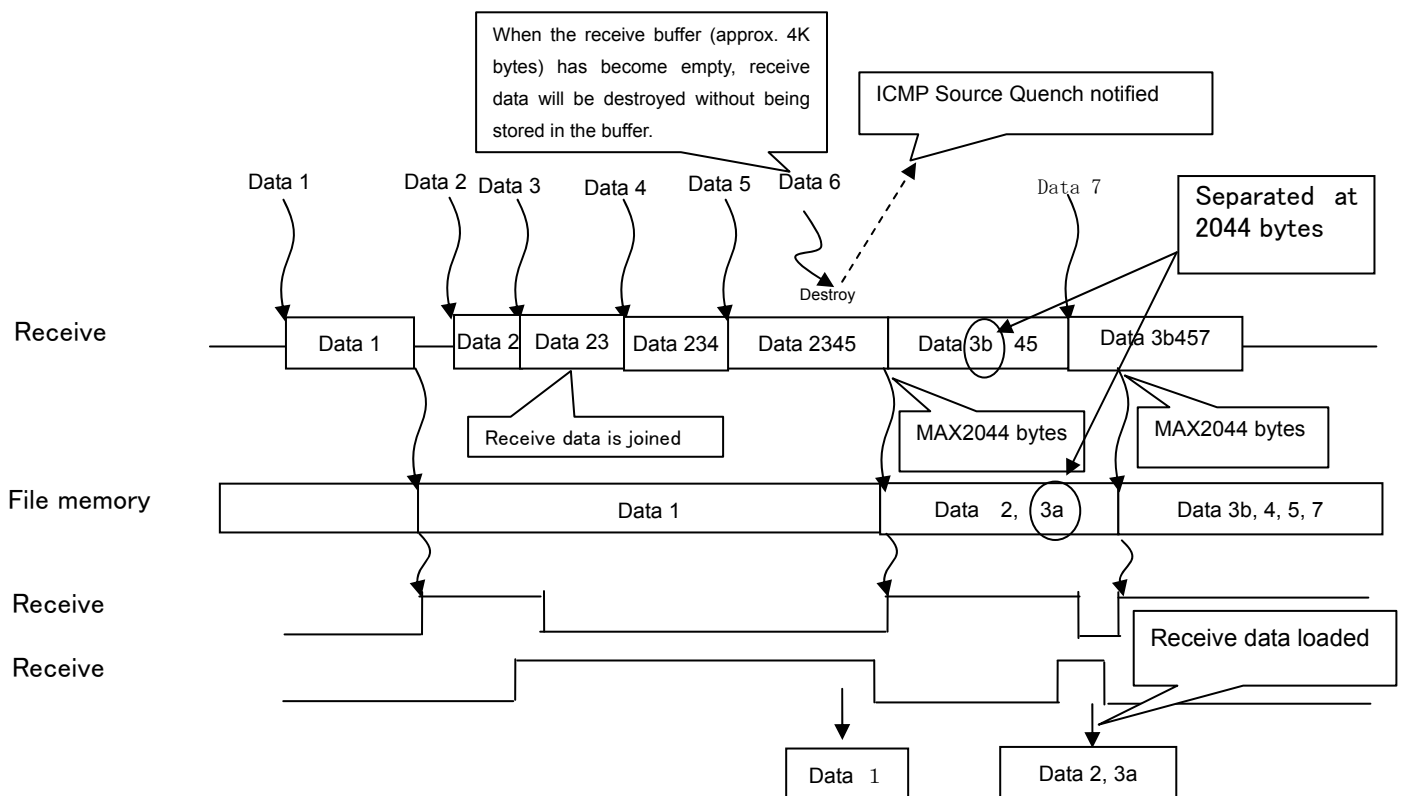 When the receive buffer (approx. 4K
bytes) has become empty, receive
data will be destroyed without being
stored in the buffer.
ICMP Source Quench notified
Data 1
Data 2
Data 3
Data 4
Data 5
Data 6
Data 7
Separated at
2044 bytes
Destroy
Receive
Data 1
Data 2
Data 23
Data 234
Data 2345
Data 3b 45
Data 3b457
Receive data is joined
MAX2044 bytes
MAX2044 bytes
File memory
Data 1
Data 2, 3a
Data 3b, 4, 5, 7
Receive
Receive
Receive data loaded
Data 1
Data 2, 3a